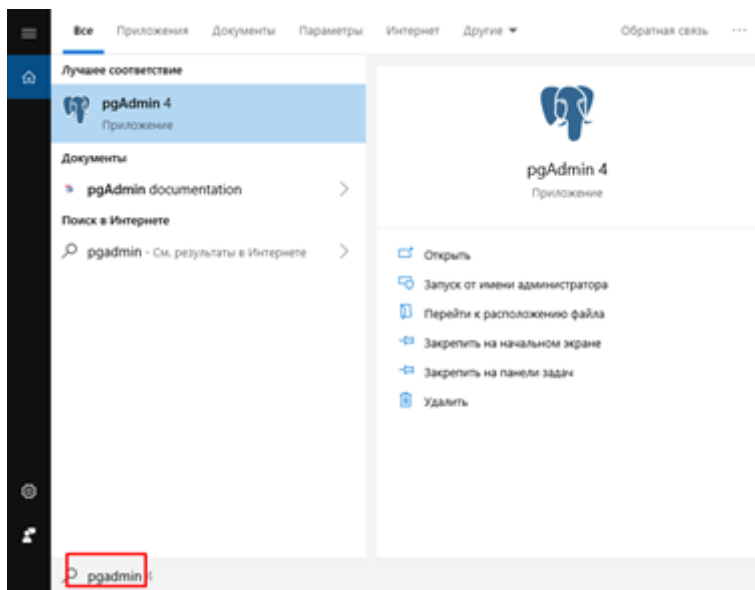 Все Приложения Документы Параметры Интернет Другие Обратная связь ...
Лучшее соответствие
pgAdmin 4
Приложение
Документы
pgAdmin documentation
Поиск в Интернете
pgadmin - См. результаты в Интернете
pgAdmin 4
Приложение
Открыть
Запуск от имени администратора
Перейти к расположению файла
Закрепить на начальном экране
Закрепить на панели задач
Удалить
pgadmin 4